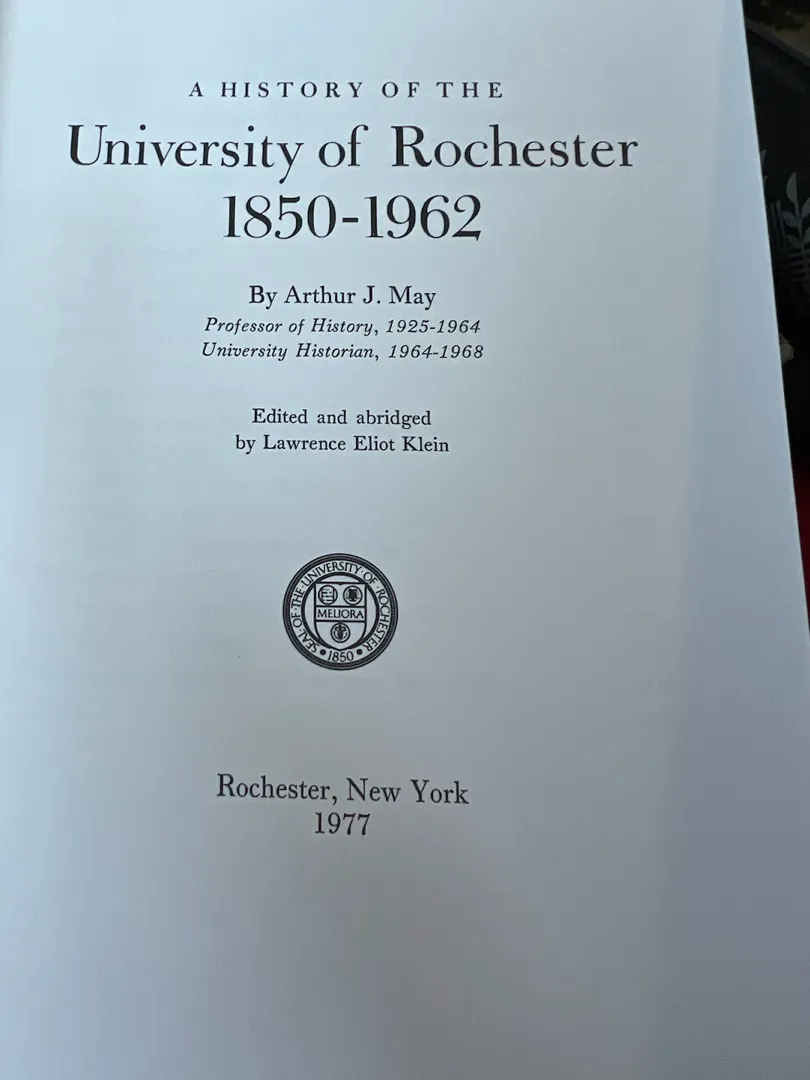 A HISTORY OF THE
University of Rochester
1850-1962
By Arthur J. May
Professor of History, 1925-1964
University Historian, 1964-1968
Edited and abridged
by Lawrence Eliot Klein
SEAL·OF·THE·UNIVERSITY·OF·ROCHESTER
MELIORA
•1850•
Rochester, New York
1977